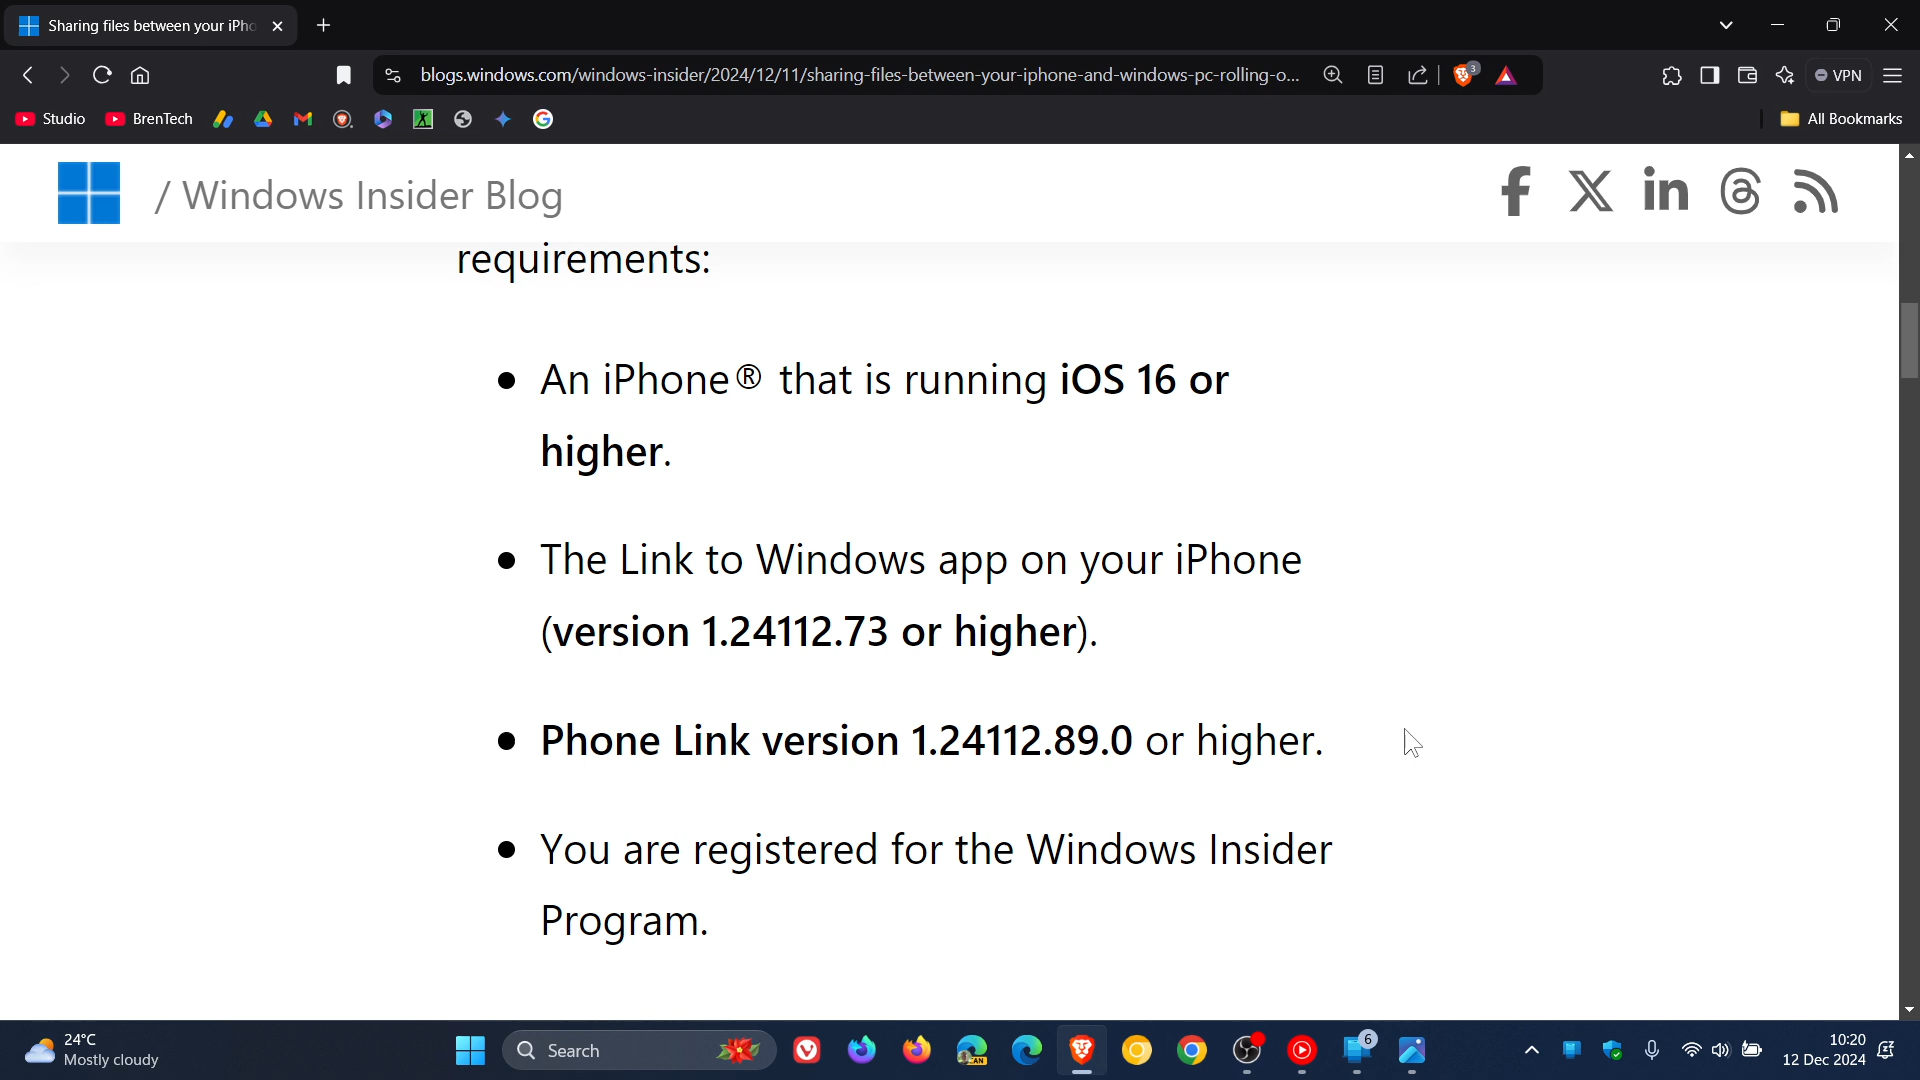 Sharing files between your iPho
blogs.windows.com/windows-insider/2024/12/11/sharing-files-between-your-iphone-and-windows-pc-rolling-o...
3
VPN
Studio
BrenTech
All Bookmarks
/ Windows Insider Blog
requirements:
An iPhone® that is running iOS 16 or
higher.
The Link to Windows app on your iPhone
(version 1.24112.73 or higher).
Phone Link version 1.24112.89.0 or higher.
You are registered for the Windows Insider
Program.
24°C
Mostly cloudy
Search
CAN
6
10:20
12 Dec 2024